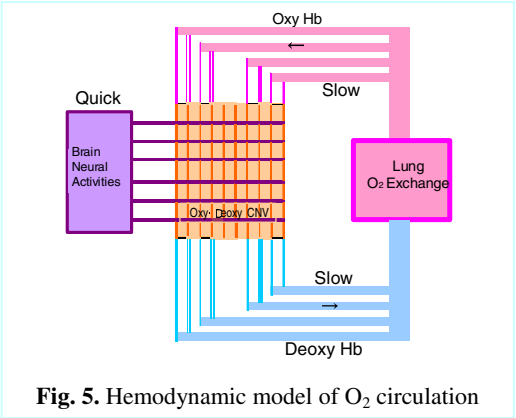 Oxy Hb
←
Slow
Quick
Brain
Neural
Activities
Lung
O₂ Exchange
Oxy· Deoxy CNV
Slow
→
Deoxy Hb
Fig. 5. Hemodynamic model of O₂ circulation